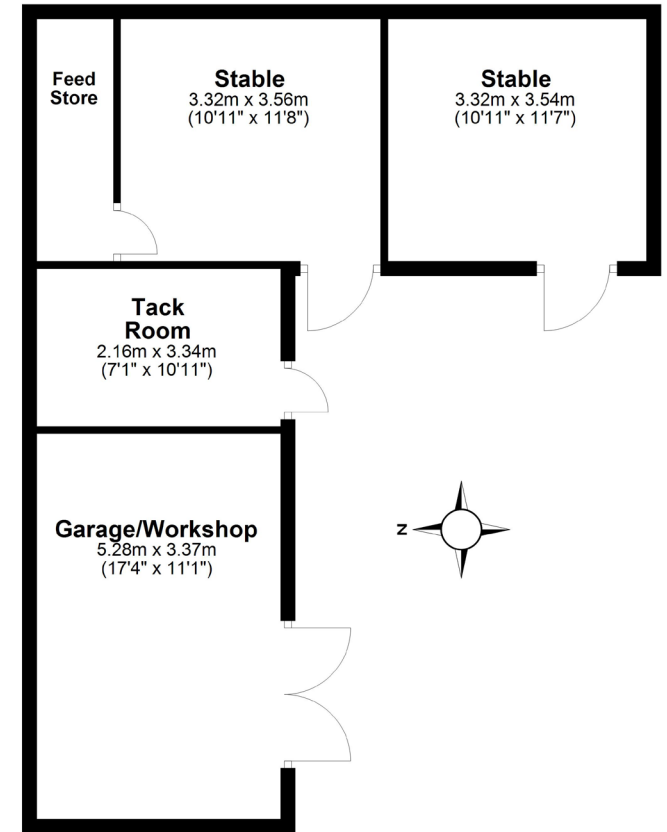 Feed
Store
Stable
3.32m x 3.56m
(10'11" x 11'8")
Stable
3.32m x 3.54m
(10'11" x 11'7")
Tack
Room
2.16m x 3.34m
(7'1" x 10'11")
Garage/Workshop
5.28m x 3.37m
(17'4" x 11'1")
N